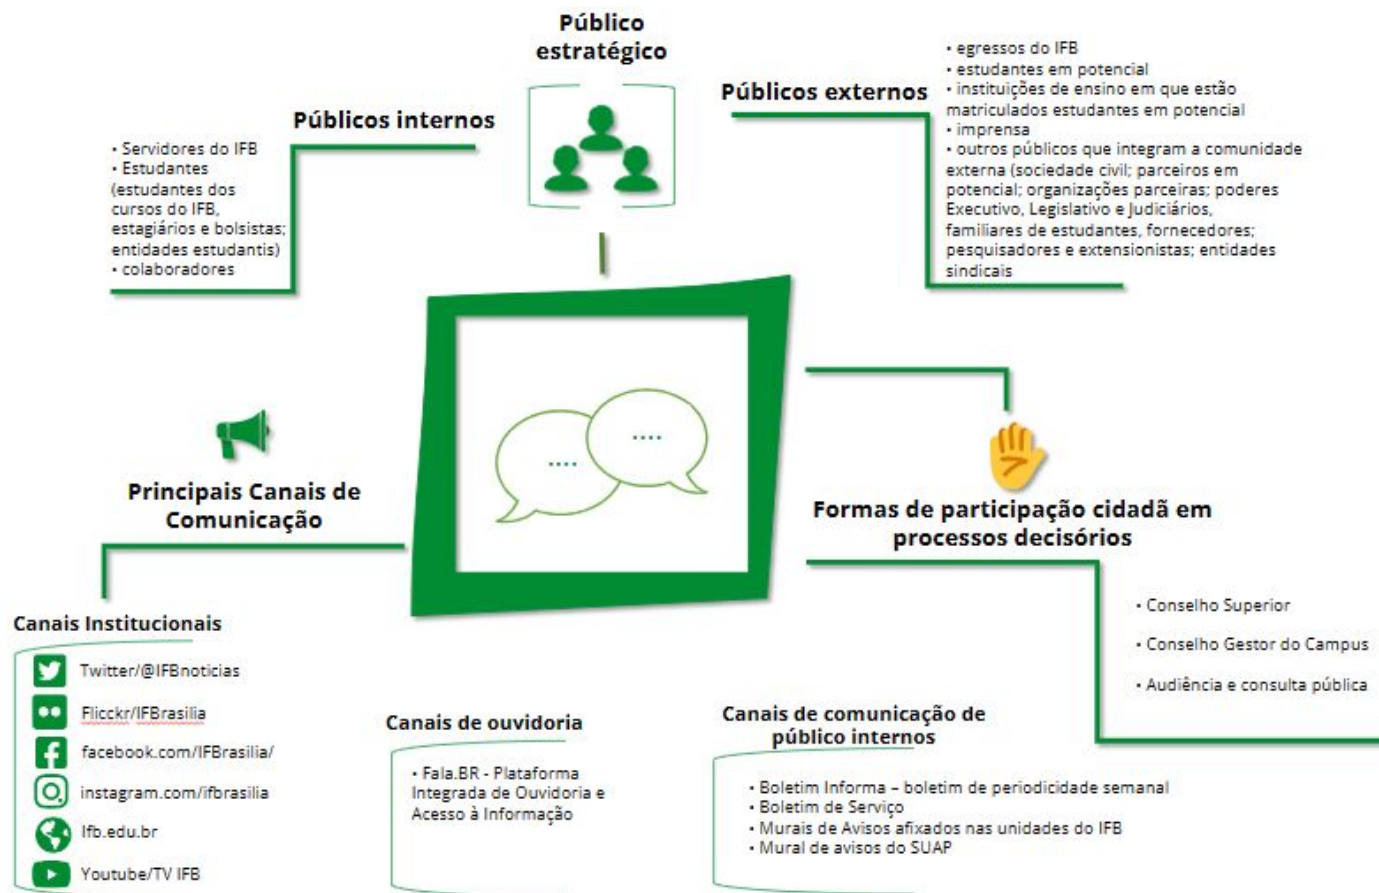 Público
estratégico
Públicos internos
• Servidores do IFB
• Estudantes
(estudantes dos
cursos do IFB,
estagiários e bolsistas;
entidades estudantis)
• colaboradores
Públicos externos
• egressos do IFB
• estudantes em potencial
• instituições de ensino em que estão
matriculados estudantes em potencial
• imprensa
• outros públicos que integram a comunidade
externa (sociedade civil; parceiros em
potencial; organizações parceiras; poderes
Executivo, Legislativo e Judiciários,
familiares de estudantes, fornecedores;
pesquisadores e extensionistas; entidades
sindicais
....
....
Principais Canais de
Comunicação
Formas de participação cidadã em
processos decisórios
• Conselho Superior
• Conselho Gestor do Campus
• Audiência e consulta pública
Canais Institucionais
Twitter/@IFBnoticias
Flicckr/IFBrasilia
facebook.com/IFBrasilia/
instagram.com/ifbrasilia
Ifb.edu.br
Youtube/TV IFB
Canais de ouvidoria
• Fala.BR - Plataforma
Integrada de Ouvidoria e
Acesso à Informação
Canais de comunicação de
público internos
• Boletim Informa – boletim de periodicidade semanal
• Boletim de Serviço
• Murais de Avisos afixados nas unidades do IFB
• Mural de avisos do SUAP